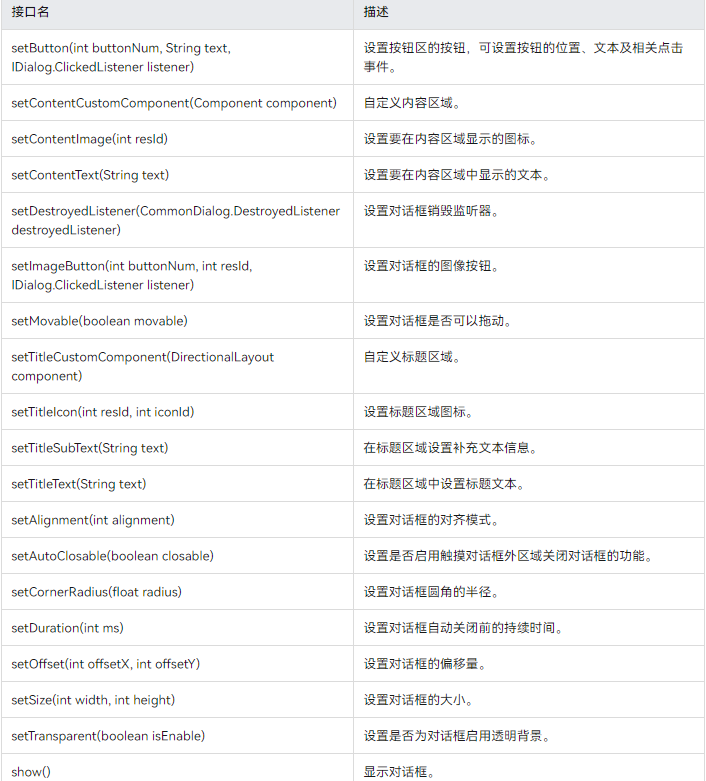 接口名
描述
setButton(int buttonNum, String text,
IDialog.ClickedListener listener)
设置按钮区的按钮，可设置按钮的位置、文本及相关点击
事件。
setContentCustomComponent(Component component)
自定义内容区域。
setContentImage(int resId)
设置要在内容区域显示的图标。
setContentText(String text)
设置要在内容区域中显示的文本。
setDestroyedListener(CommonDialog.DestroyedListener
destroyedListener)
设置对话框销毁监听器。
setImageButton(int buttonNum, int resId,
IDialog.ClickedListener listener)
设置对话框的图像按钮。
setMovable(boolean movable)
设置对话框是否可以拖动。
setTitleCustomComponent(DirectionalLayout
component)
自定义标题区域。
setTitleIcon(int resId, int iconId)
设置标题区域图标。
setTitleSubText(String text)
在标题区域设置补充文本信息。
setTitleText(String text)
在标题区域中设置标题文本。
setAlignment(int alignment)
设置对话框的对齐模式。
setAutoClosable(boolean closable)
设置是否启用触摸对话框外区域关闭对话框的功能。
setCornerRadius(float radius)
设置对话框圆角的半径。
setDuration(int ms)
设置对话框自动关闭前的持续时间。
setOffset(int offsetX, int offsetY)
设置对话框的偏移量。
setSize(int width, int height)
设置对话框的大小。
setTransparent(boolean isEnable)
设置是否为对话框启用透明背景。
show()
显示对话框。